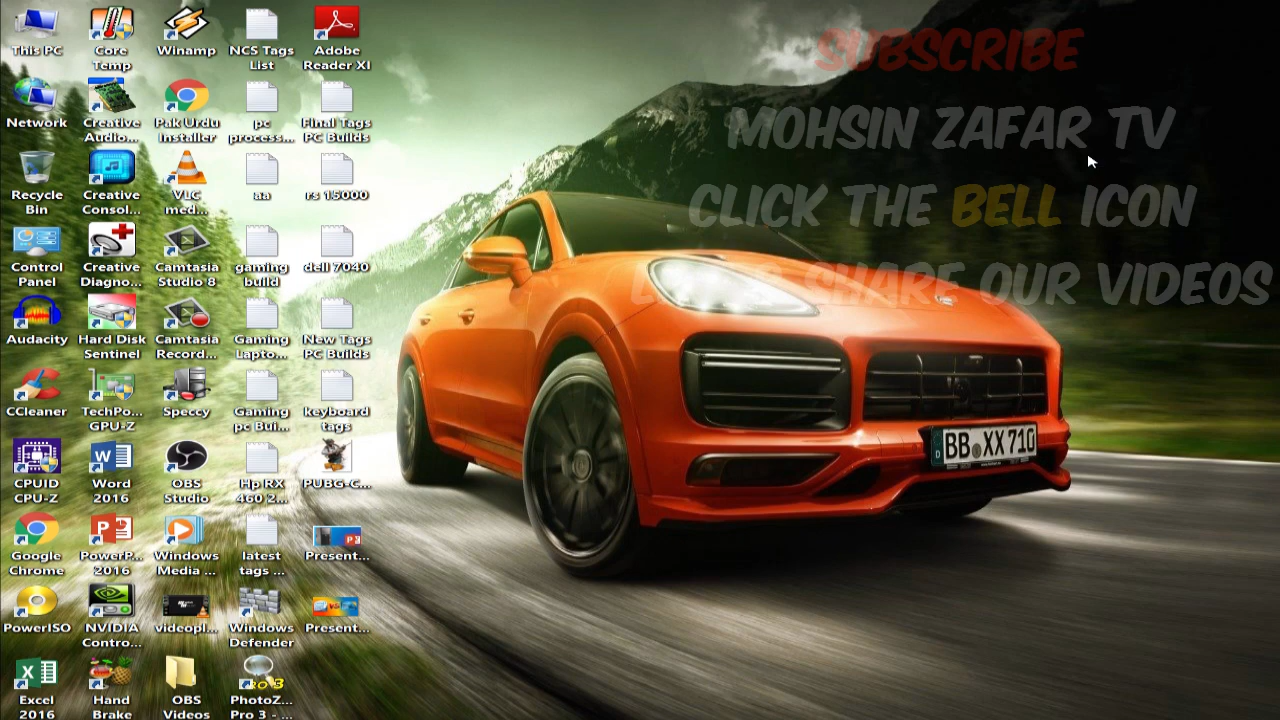 This PC
Core
Temp
Winamp
NCS Tags
List
Adobe
Reader XI
Network
Creative
Audio...
Pak Urdu
Installer
pc
process...
Final Tags
PC Builds
Recycle
Bin
Creative
Consol...
VLC
med...
aa
rs 15000
Control
Panel
Creative
Diagno...
Camtasia
Studio 8
gaming
build
dell 7040
Audacity
Hard Disk
Sentinel
Camtasia
Record...
Gaming
Lapto...
New Tags
PC Builds
CCleaner
TechPo...
GPU-Z
Speccy
Gaming
pc Bui...
keyboard
tags
CPUID
CPU-Z
Word
2016
OBS
Studio
Hp RX
460 2...
PUBG-C...
Google
Chrome
PowerP...
2016
Windows
Media ...
latest
tags ...
Present...
PowerISO
NVIDIA
Contro...
videopl...
Windows
Defender
Present...
Excel
2016
Hand
Brake
OBS
Videos
PhotoZ...
Pro 3 - ...
SUBSCRIBE
MOHSIN ZAFAR TV
CLICK THE BELL ICON
SHARE OUR VIDEOS
BB XX 710